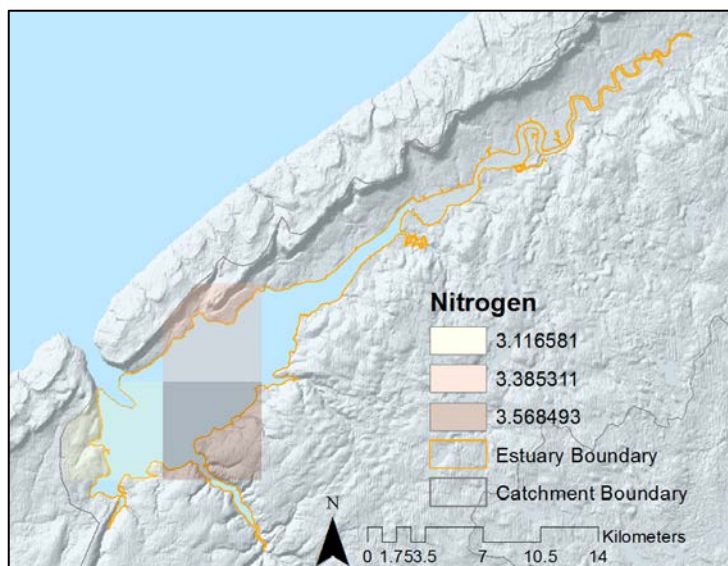 Nitrogen
3.116581
3.385311
3.568493
Estuary Boundary
Catchment Boundary
N
Kilometers
0 1.753.5 7 10.5 14